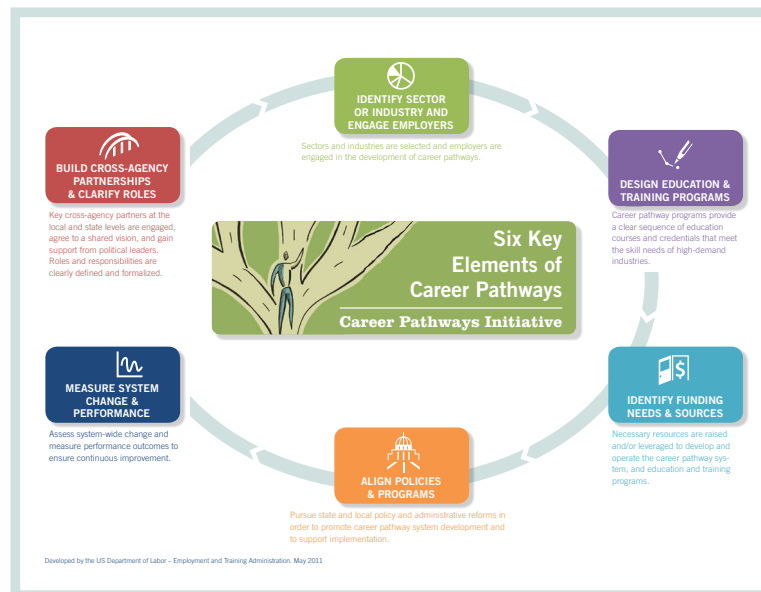 IDENTIFY SECTOR
OR INDUSTRY AND
ENGAGE EMPLOYERS
Sectors and industries are selected and employers are
engaged in the development of career pathways.
BUILD CROSS-AGENCY
PARTNERSHIPS
& CLARIFY ROLES
Key cross-agency partners at the
local and state levels are engaged,
agree to a shared vision, and gain
support from political leaders.
Roles and responsibilities are
clearly defined and formalized.
DESIGN EDUCATION &
TRAINING PROGRAMS
Career pathway programs provide
a clear sequence of education
courses and credentials that meet
the skill needs of high-demand
industries.
Six Key
Elements of
Career Pathways
Career Pathways Initiative
MEASURE SYSTEM
CHANGE &
PERFORMANCE
Assess system-wide change and
measure performance outcomes to
ensure continuous improvement.
$
IDENTIFY FUNDING
NEEDS & SOURCES
Necessary resources are raised
and/or leveraged to develop and
operate the career pathway sys-
tem, and education and training
programs.
ALIGN POLICIES
& PROGRAMS
Pursue state and local policy and administrative reforms in
order to promote career pathway system development and
to support implementation.
Developed by the US Department of Labor – Employment and Training Administration. May 2011